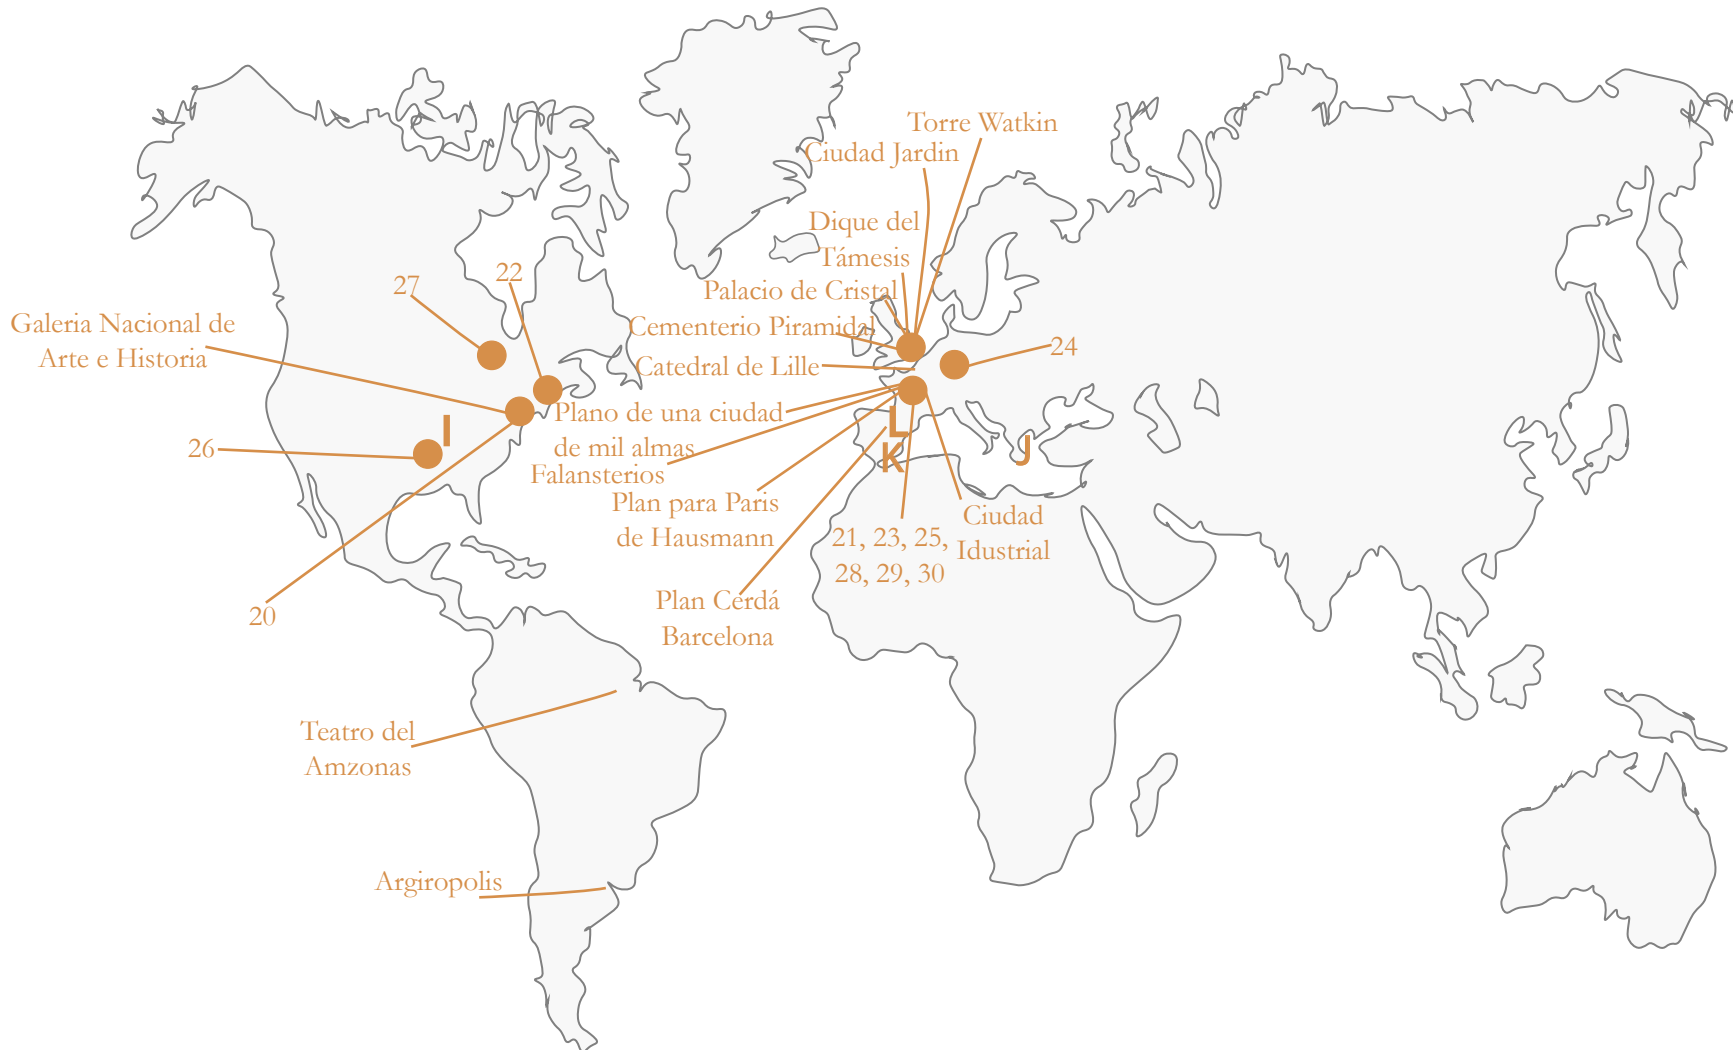 Torre Watkin
Ciudad Jardin
Dique del
Támesis
Palacio de Cristal
Cementerio Piramidal
Catedral de Lille
Plano de una ciudad
de mil almas
Falansterios
Plan para Paris
de Hausmann
Plan Cerdá
Barcelona
21, 23, 25,
28, 29, 30
Ciudad
Idustrial
24
L
K
J
22
27
Galeria Nacional de
Arte e Historia
I
26
20
Teatro del
Amzonas
Argiropolis